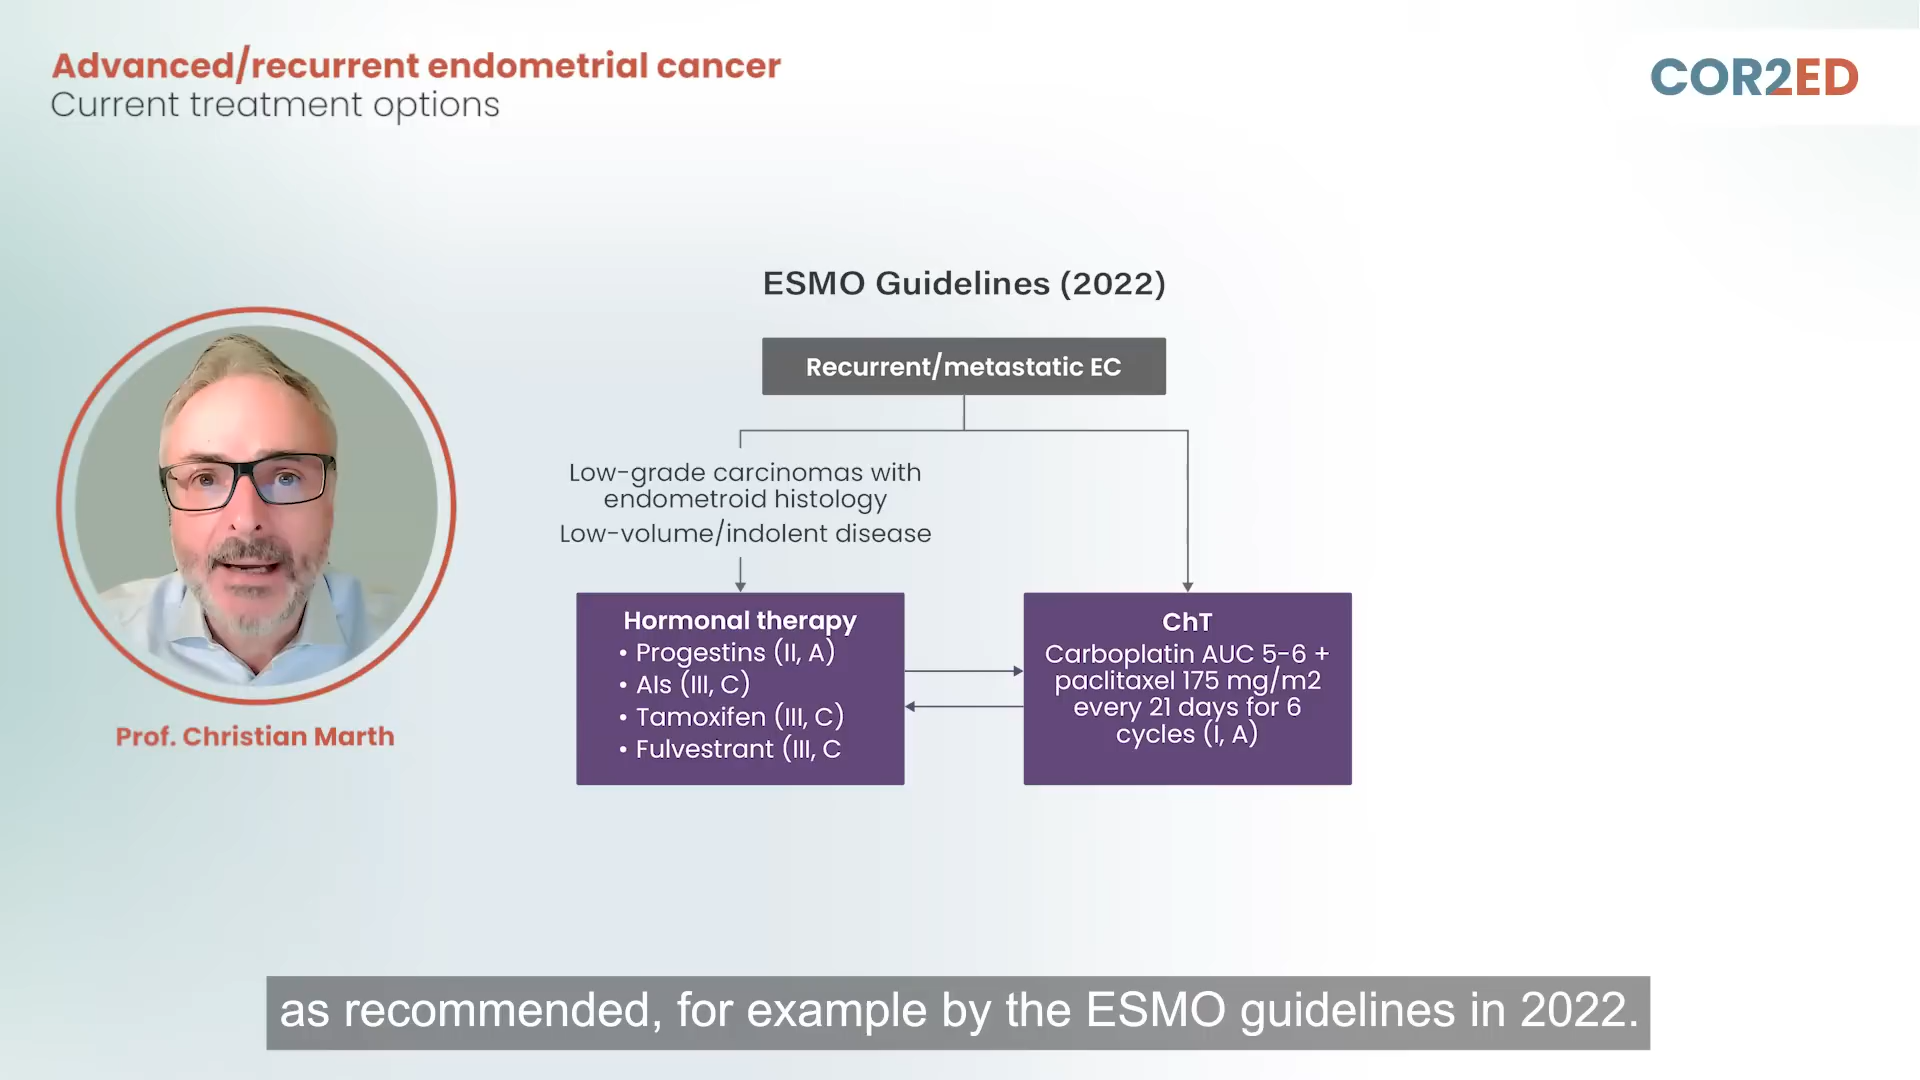 Advanced/recurrent endometrial cancer
Current treatment options
COR2ED
ESMO Guidelines (2022)
Recurrent/metastatic EC
Low-grade carcinomas with
endometroid histology
Low-volume/indolent disease
Hormonal therapy
• Progestins (II, A)
• AIs (III, C)
• Tamoxifen (III, C)
• Fulvestrant (III, C
ChT
Carboplatin AUC 5-6 +
paclitaxel 175 mg/m2
every 21 days for 6
cycles (I, A)
Prof. Christian Marth
as recommended, for example by the ESMO guidelines in 2022.